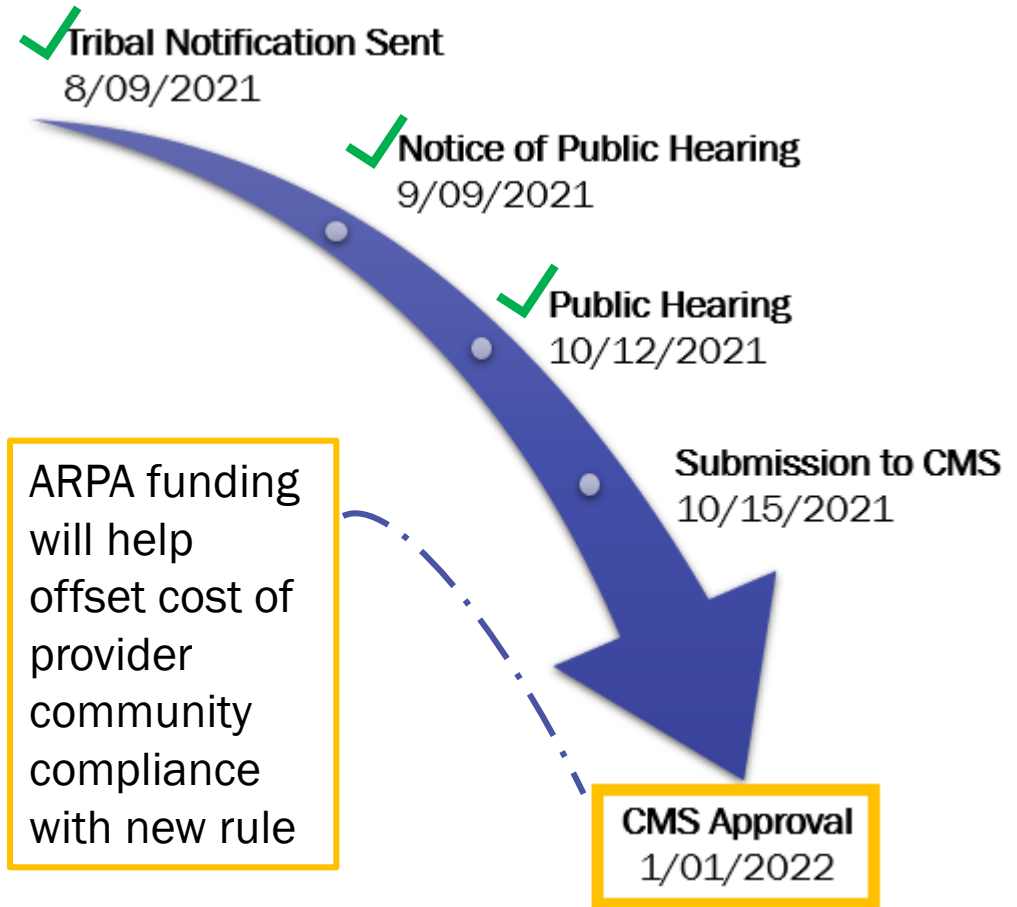 Tribal Notification Sent
8/09/2021
Notice of Public Hearing
9/09/2021
Public Hearing
10/12/2021
Submission to CMS
10/15/2021
ARPA funding
will help
offset cost of
provider
community
compliance
with new rule
CMS Approval
1/01/2022